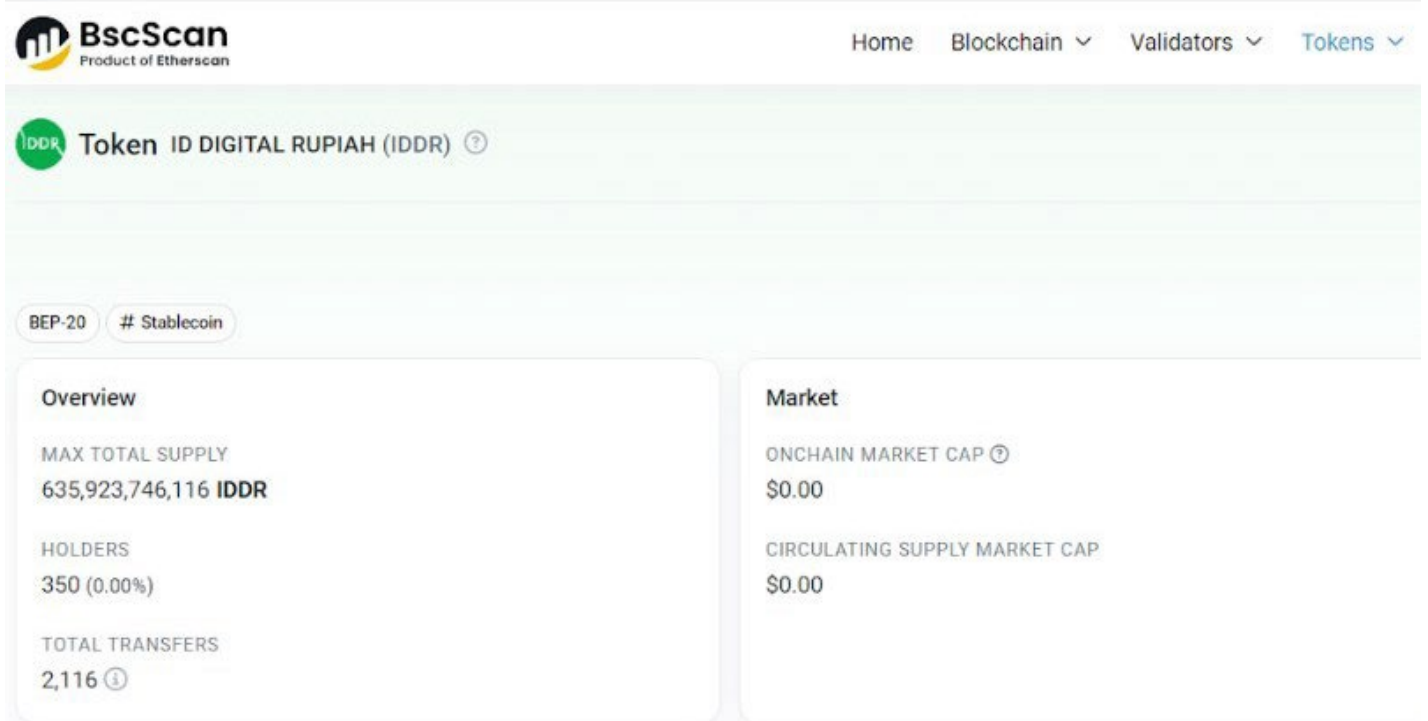 BscScan
Product of Etherscan
Home Blockchain Validators Tokens
IDDR Token ID DIGITAL RUPIAH (IDDR)
BEP-20 # Stablecoin
Overview
MAX TOTAL SUPPLY
635,923,746,116 IDDR
HOLDERS
350 (0.00%)
TOTAL TRANSFERS
2,116
Market
ONCHAIN MARKET CAP
$0.00
CIRCULATING SUPPLY MARKET CAP
$0.00